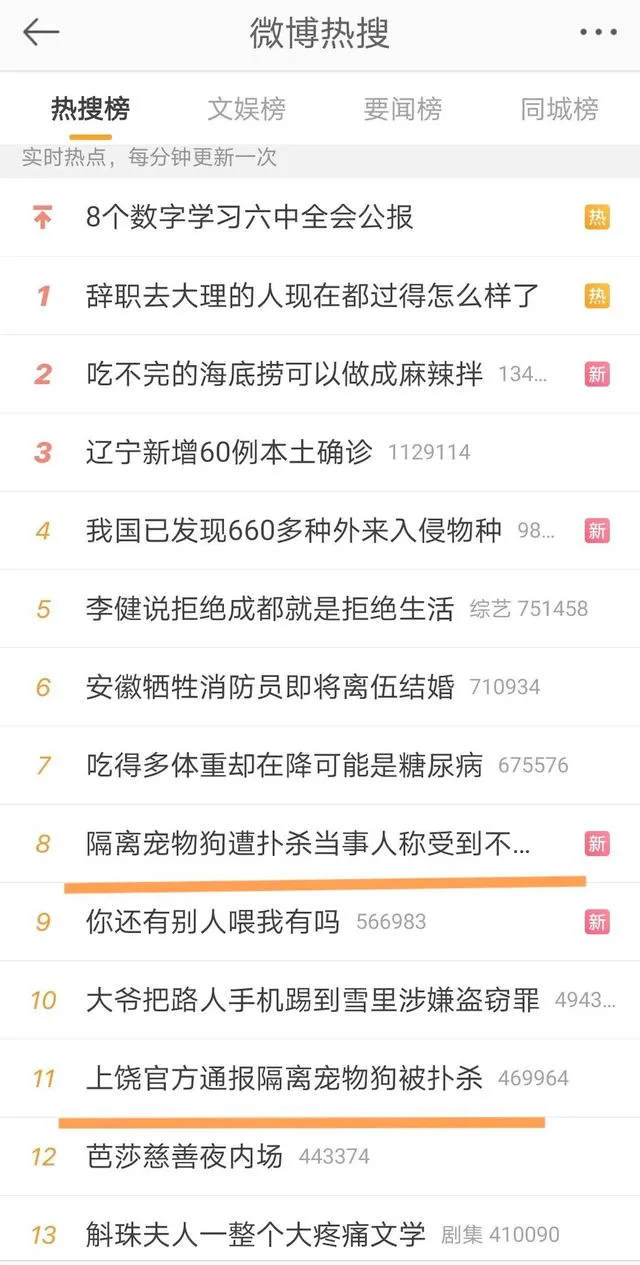 微博热搜
热搜榜 文娱榜 要闻榜 同城榜
实时热点，每分钟更新一次
8个数字学习六中全会公报 热
1 辞职去大理的人现在都过得怎么样了 热
2 吃不完的海底捞可以做成麻辣拌 134... 新
3 辽宁新增60例本土确诊 1129114
4 我国已发现660多种外来入侵物种 98... 新
5 李健说拒绝成都就是拒绝生活 综艺 751458
6 安徽牺牲消防员即将离伍结婚 710934
7 吃得多体重却在降可能是糖尿病 675576
8 隔离宠物狗遭扑杀当事人称受到不... 新
9 你还有别人喂我有吗 566983 新
10 大爷把路人手机踢到雪里涉嫌盗窃罪 4943...
11 上饶官方通报隔离宠物狗被扑杀 469964
12 芭莎慈善夜内场 443374
13 斛珠夫人一整个大疼痛文学 剧集 410090